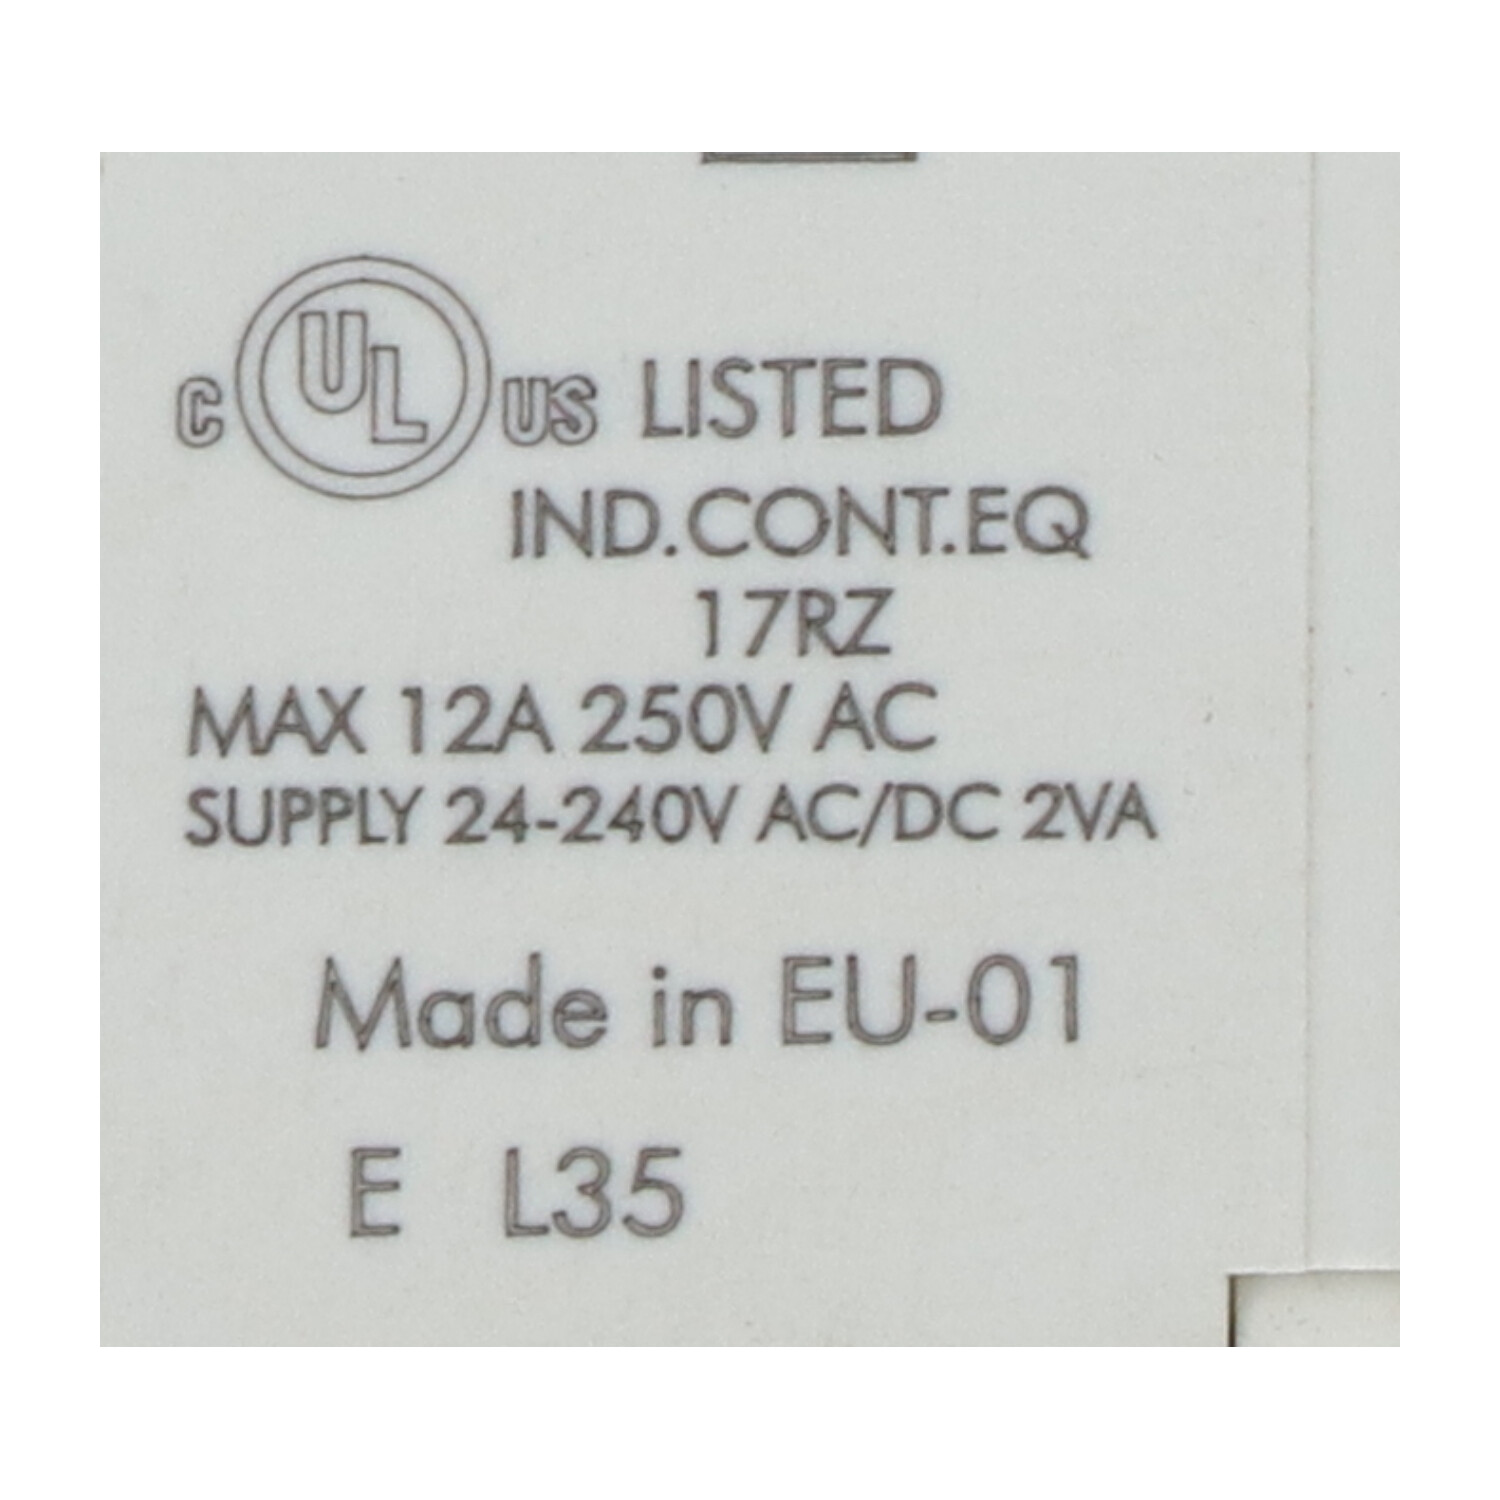 C UL US LISTED
IND.CONT.EQ
17RZ
MAX 12A 250V AC
SUPPLY 24-240V AC/DC 2VA
Made in EU-01
E L35